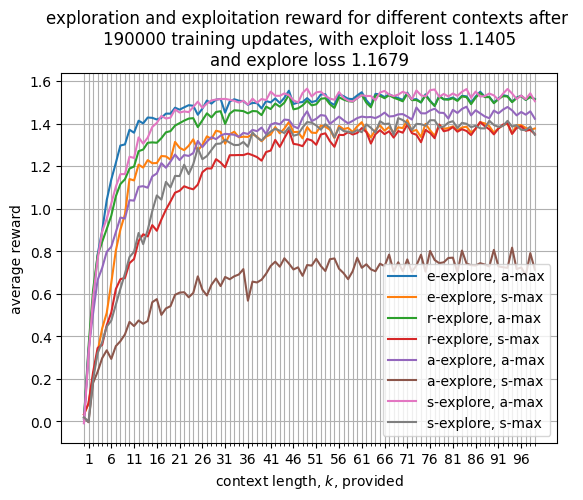 exploration and exploitation reward for different contexts after
190000 training updates, with exploit loss 1.1405
and explore loss 1.1679
1.6
1.4
1.2
1.0
0.8
0.6
0.4
0.2
0.0
average reward
e-explore, a-max
e-explore, s-max
r-explore, a-max
r-explore, s-max
a-explore, a-max
a-explore, s-max
s-explore, a-max
s-explore, s-max
1 6 11 16 21 26 31 36 41 46 51 56 61 66 71 76 81 86 91 96
context length, k, provided